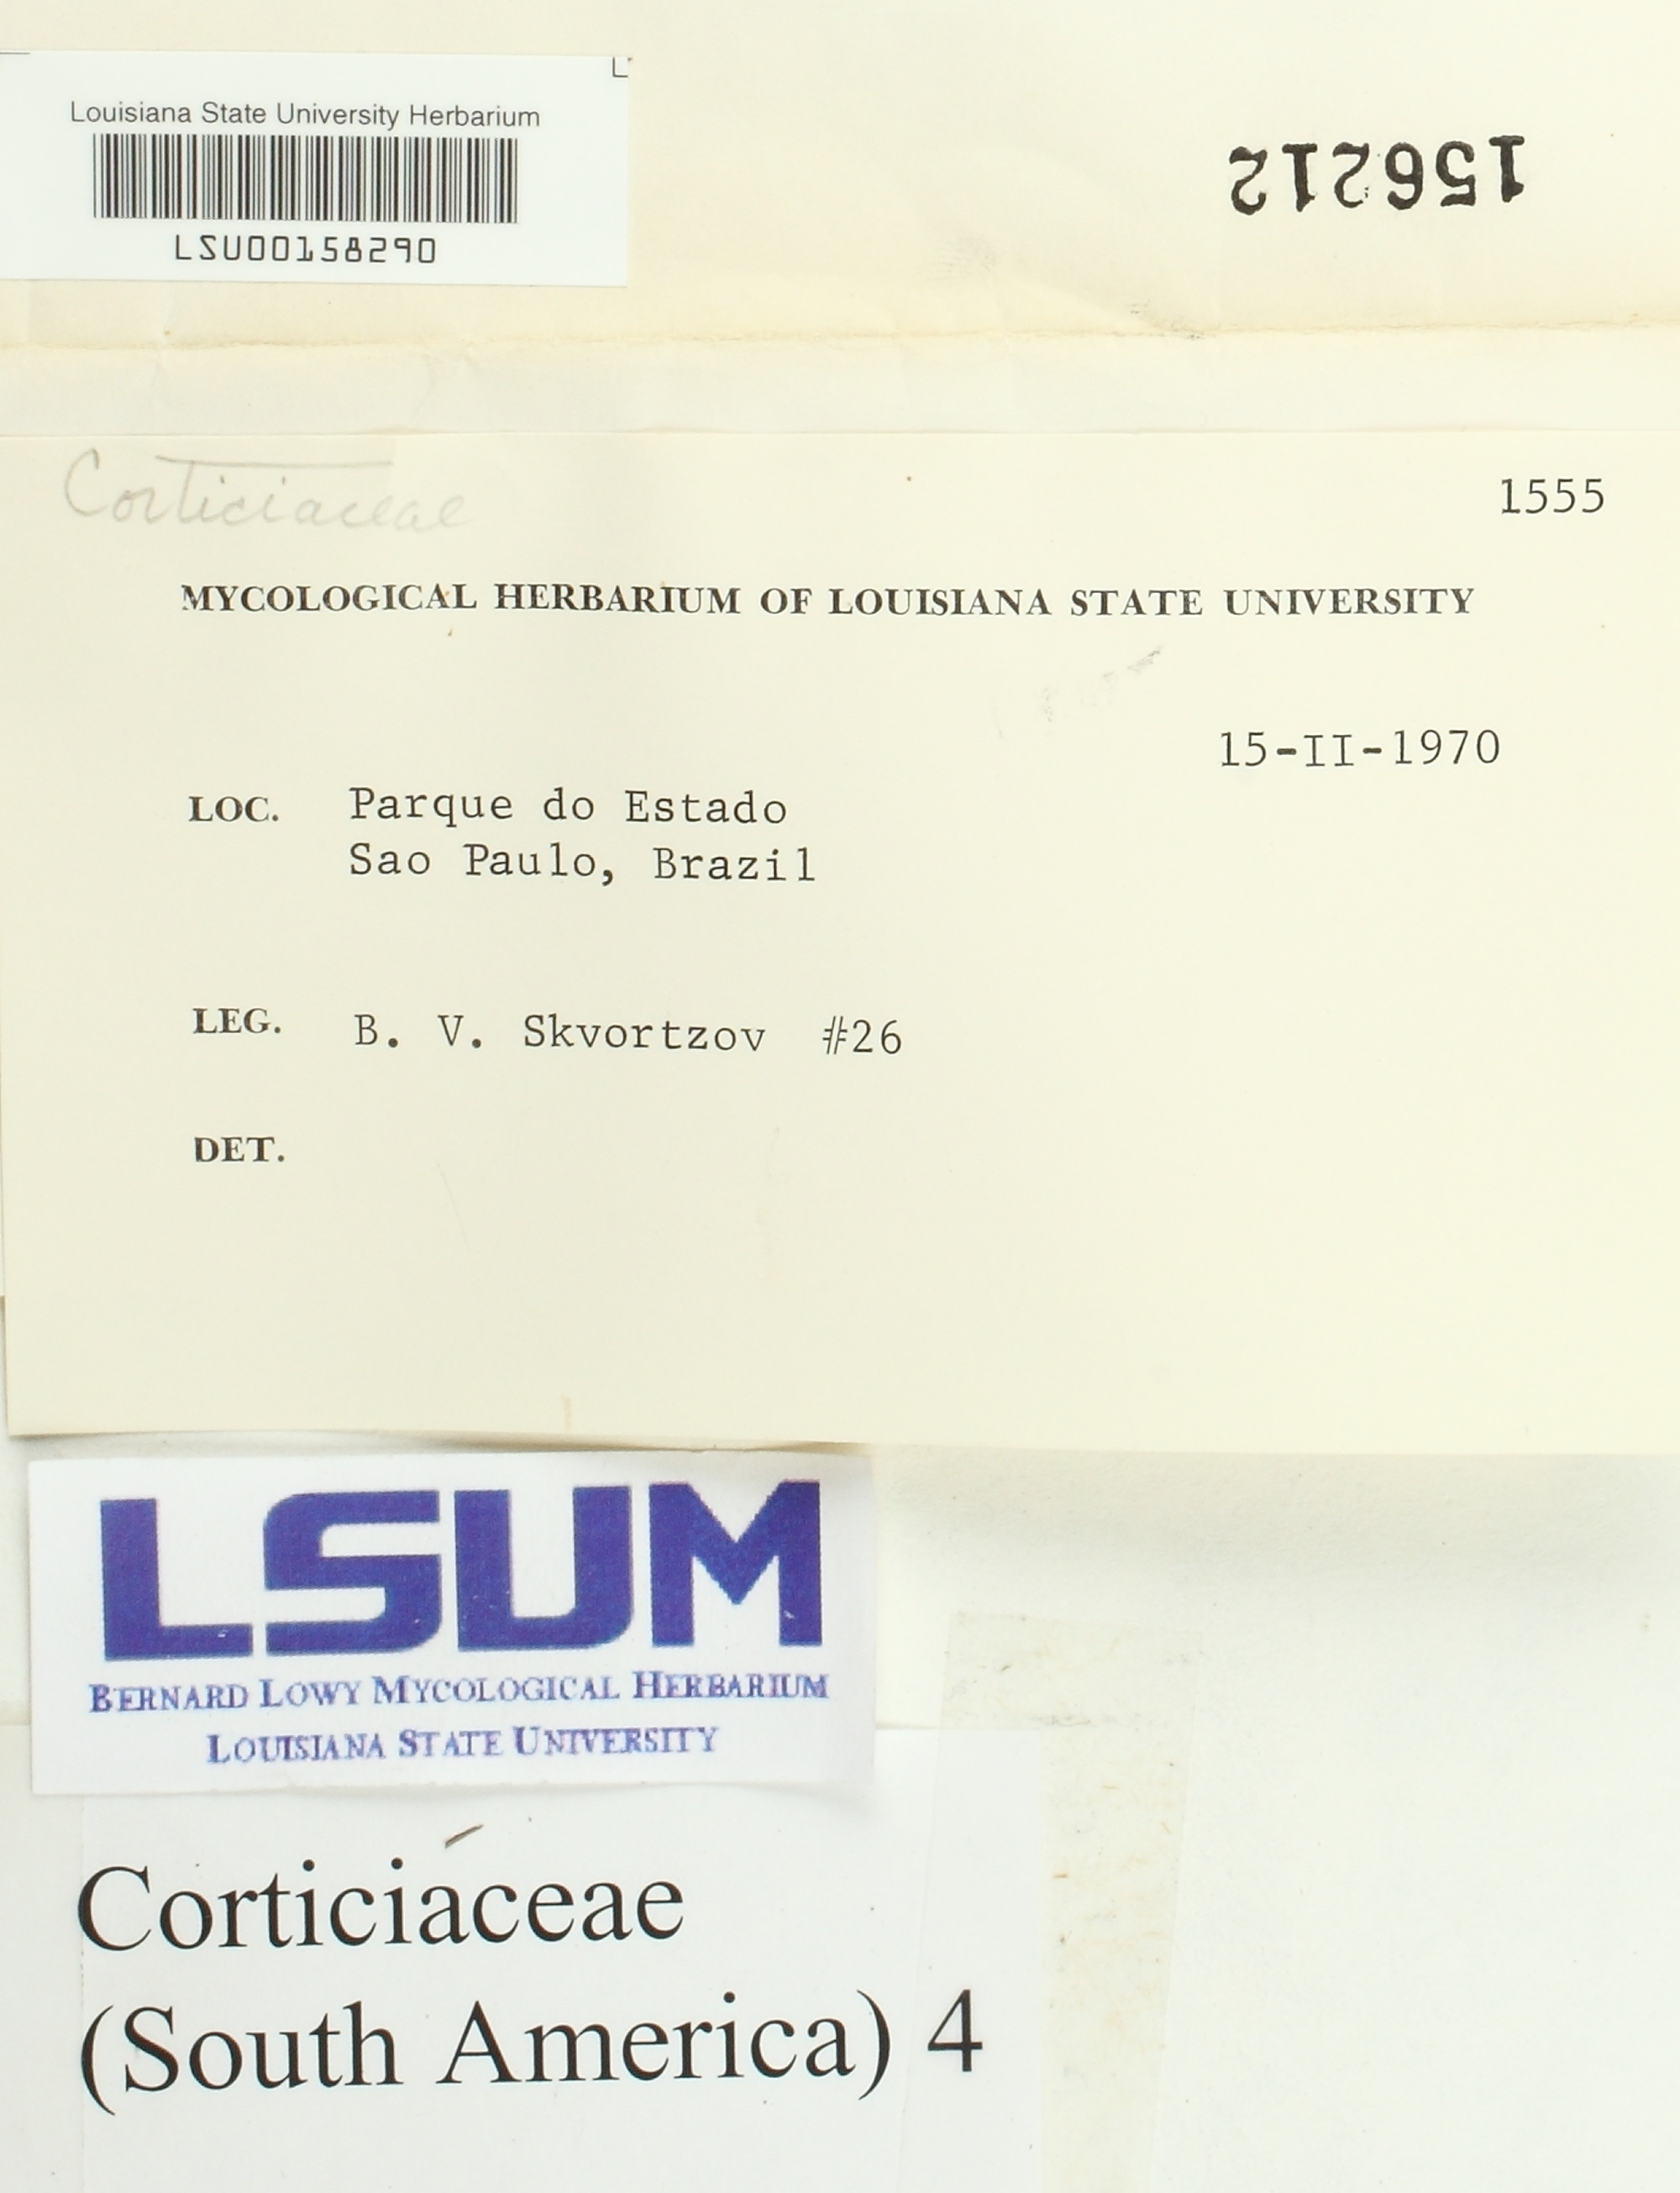 Louisiana State University Herbarium
LSU00158290
156212
Corticiaceae
1555
MYCOLOGICAL HERBARIUM OF LOUISIANA STATE UNIVERSITY
15-II-1970
LOC. Parque do Estado
Sao Paulo, Brazil
LEG. B. V. Skvortzov #26
DET.
LSUM
BERNARD LOWY MYCOLOGICAL HERBARIUM
LOUISIANA STATE UNIVERSITY
Corticiaceae
(South America) 4